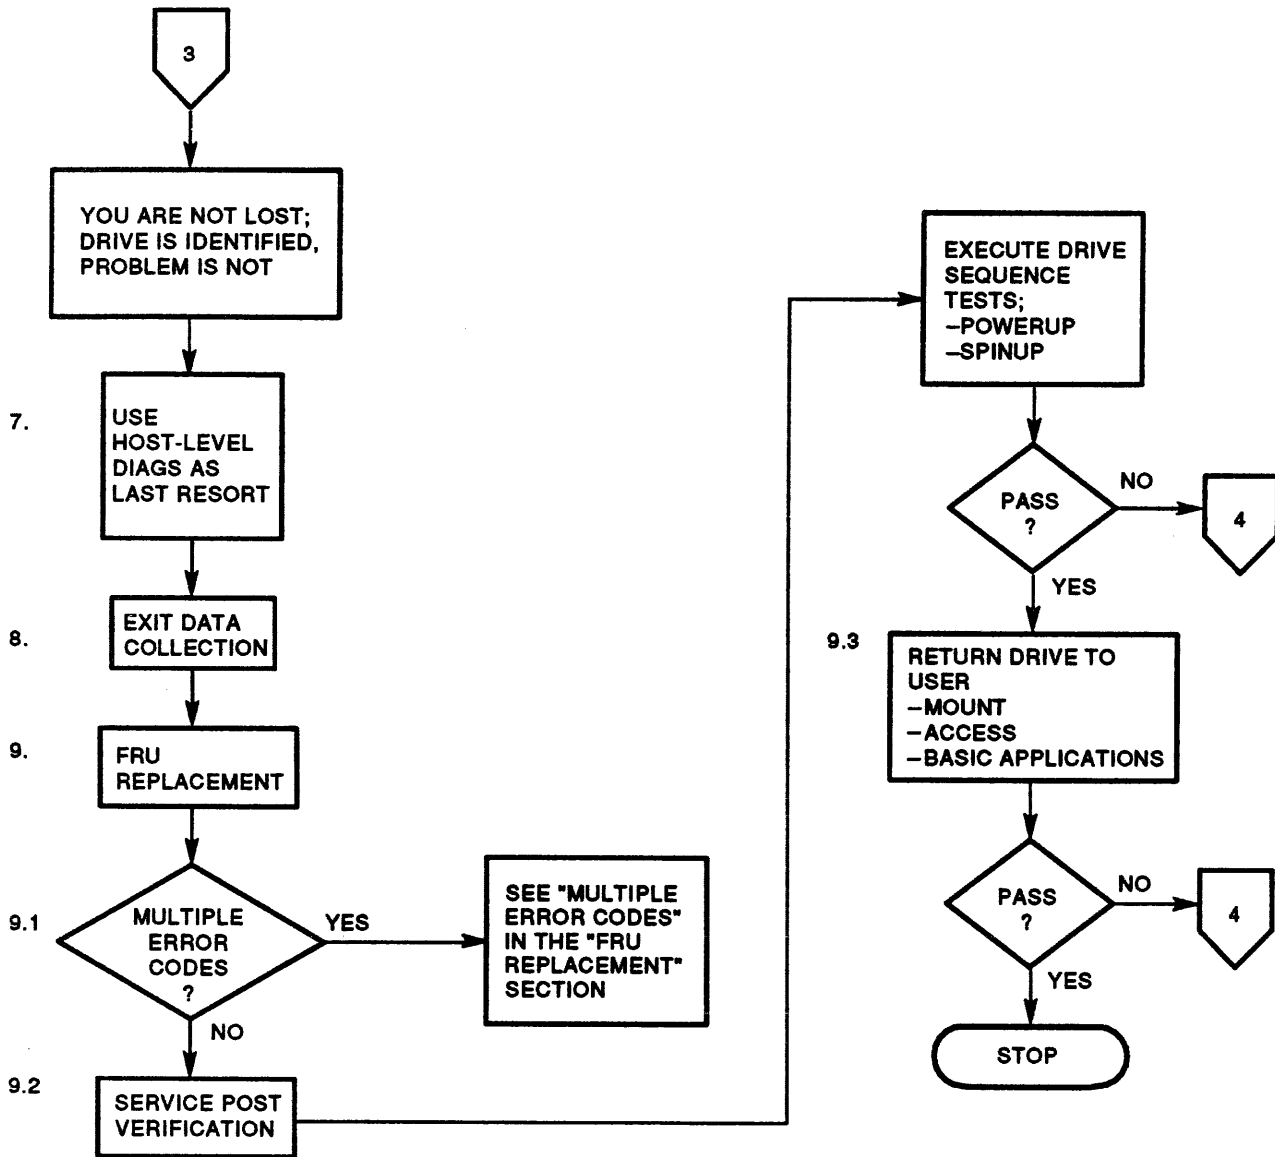 3
YOU ARE NOT LOST;
DRIVE IS IDENTIFIED,
PROBLEM IS NOT
7.
USE
HOST-LEVEL
DIAGS AS
LAST RESORT
8.
EXIT DATA
COLLECTION
9.
FRU
REPLACEMENT
9.1
MULTIPLE
ERROR
CODES
?
YES
SEE "MULTIPLE
ERROR CODES"
IN THE "FRU
REPLACEMENT"
SECTION
NO
9.2
SERVICE POST
VERIFICATION
EXECUTE DRIVE
SEQUENCE
TESTS;
–POWERUP
–SPINUP
PASS
?
NO
4
YES
9.3
RETURN DRIVE TO
USER
–MOUNT
–ACCESS
–BASIC APPLICATIONS
PASS
?
NO
4
YES
STOP